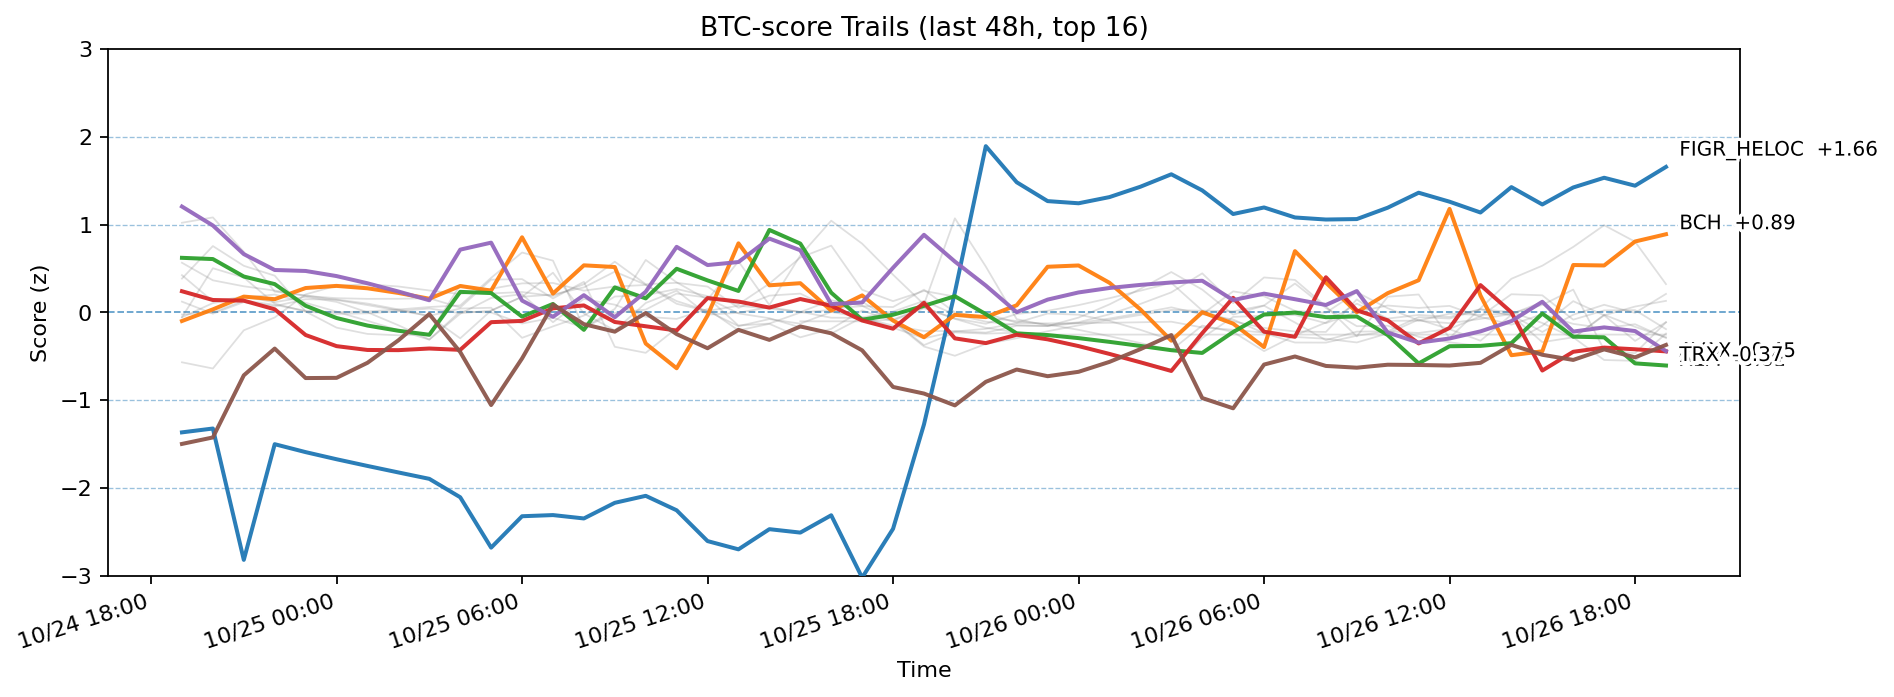 BTC-score Trails (last 48h, top 16)
Score (z)
3
2
1
0
−1
−2
−3
FIGR_HELOC +1.66
BCH +0.89
TRX -0.37
10/24 18:00
10/25 00:00
10/25 06:00
10/25 12:00
10/25 18:00
10/26 00:00
10/26 06:00
10/26 12:00
10/26 18:00
Time